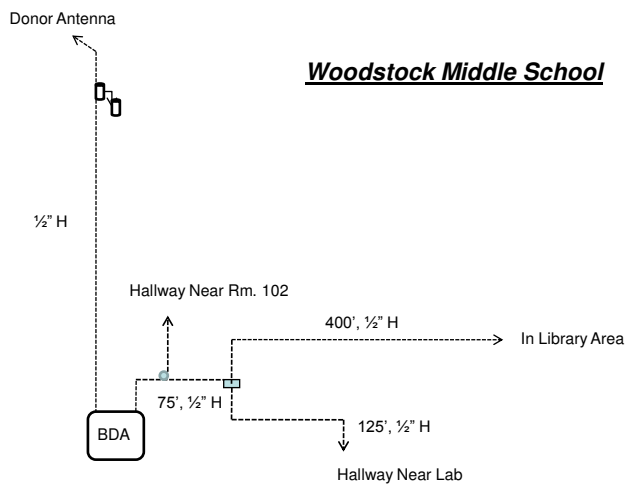 Donor Antenna
Woodstock Middle School
½” H
Hallway Near Rm. 102
400’, ½” H
In Library Area
75’, ½” H
125’, ½” H
BDA
Hallway Near Lab